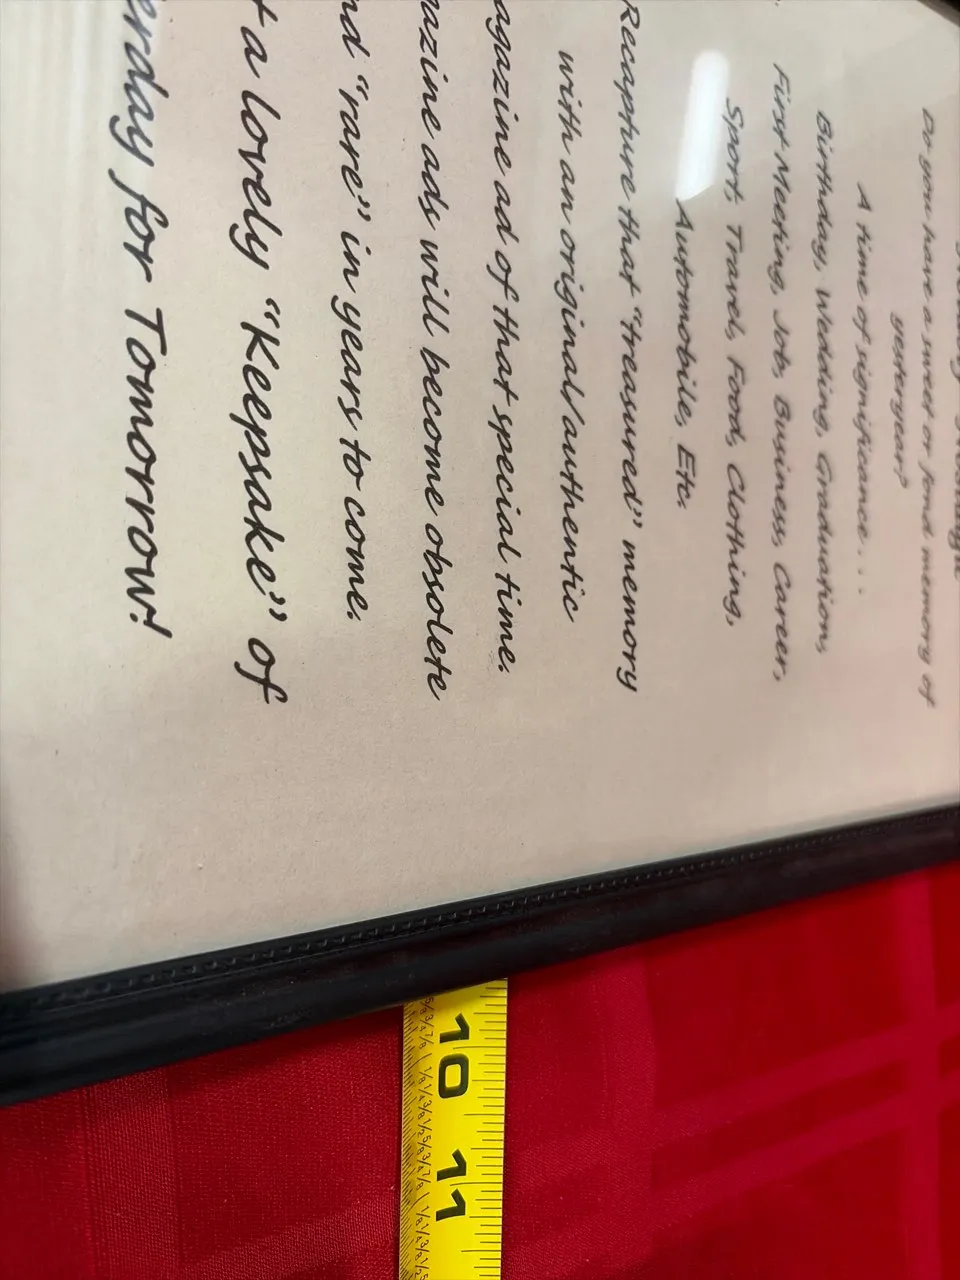 Do you have a sweet or fond memory of
yesteryear?
A time of significance . . .
Birthday, Wedding, Graduation,
First Meeting, Job, Business, Career,
Sport, Travel, Food, Clothing,
Automobile, Etc.
Recapture that “treasured” memory
with an original/authentic
agazine ad of that special time.
azine ads will become obsolete
nd “rare” in years to come.
t a lovely “Keepsake” of
erday for Tomorrow!
10 11